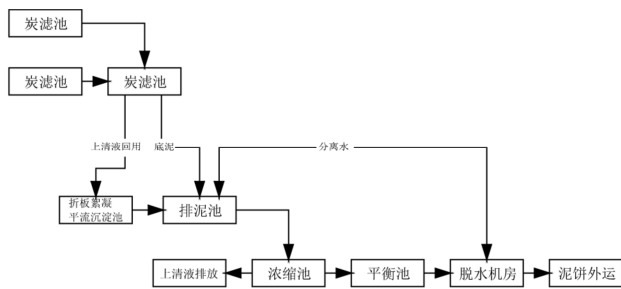 炭滤池
炭滤池
炭滤池
上清液回用
底泥
分离水
折板絮凝
平流沉淀池
排泥池
上清液排放
浓缩池
平衡池
脱水机房
泥饼外运